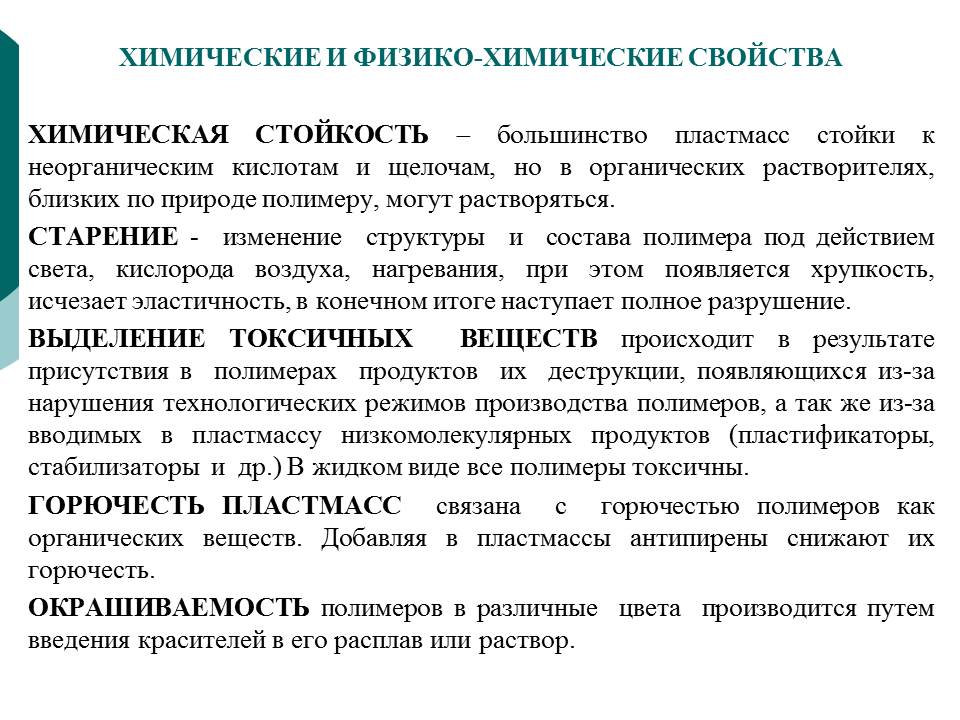 ХИМИЧЕСКИЕ И ФИЗИКО-ХИМИЧЕСКИЕ СВОЙСТВА
ХИМИЧЕСКАЯ СТОЙКОСТЬ – большинство пластмасс стойки к
неорганическим кислотам и щелочам, но в органических растворителях,
близких по природе полимеру, могут растворяться.
СТАРЕНИЕ - изменение структуры и состава полимера под действием
света, кислорода воздуха, нагревания, при этом появляется хрупкость,
исчезает эластичность, в конечном итоге наступает полное разрушение.
ВЫДЕЛЕНИЕ ТОКСИЧНЫХ ВЕЩЕСТВ происходит в результате
присутствия в полимерах продуктов их деструкции, появляющихся из-за
нарушения технологических режимов производства полимеров, а так же из-за
вводимых в пластмассу низкомолекулярных продуктов (пластификаторы,
стабилизаторы и др.) В жидком виде все полимеры токсичны.
ГОРЮЧЕСТЬ ПЛАСТМАСС связана с горючестью полимеров как
органических веществ. Добавляя в пластмассы антипирены снижают их
горючесть.
ОКРАШИВАЕМОСТЬ полимеров в различные цвета производится путем
введения красителей в его расплав или раствор.